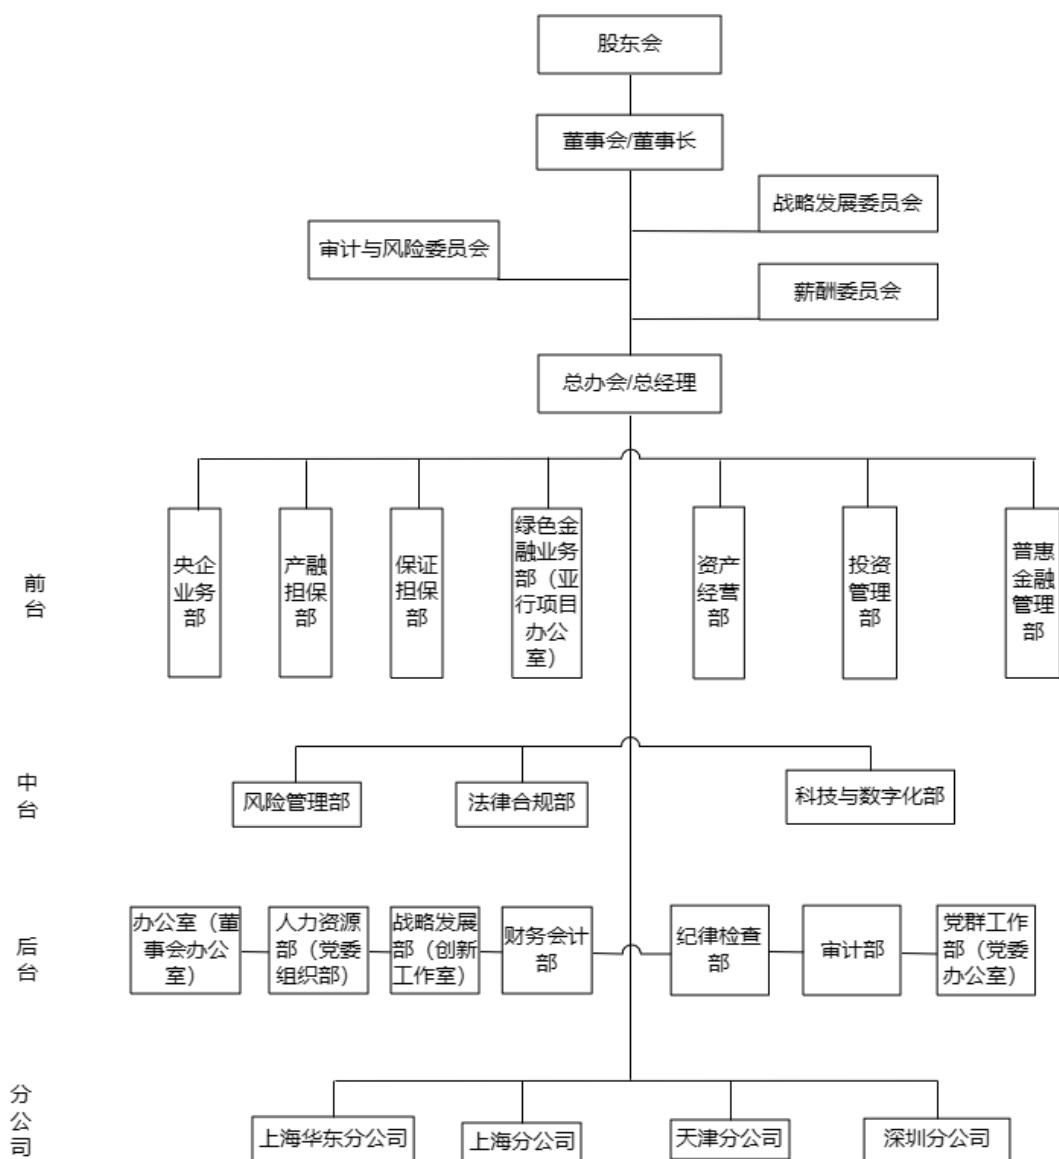 股东会
董事会/董事长
战略发展委员会
审计与风险委员会
薪酬委员会
总办会/总经理
前
台
央企
业务
部
产融
担保
部
保证
担保
部
绿色金
融业务
部（亚
行项目
办公
室）
资产
经营
部
投资
管理
部
普惠
金融
管理
部
中
台
风险管理部
法律合规部
科技与数字化部
后
台
办公室（董
事会办公
室）
人力资源
部（党委
组织部）
战略发展
部（创新
工作室）
财务会计
部
纪律检查
部
审计部
党群工作
部（党委
办公室）
分
公
司
上海华东分公司
上海分公司
天津分公司
深圳分公司